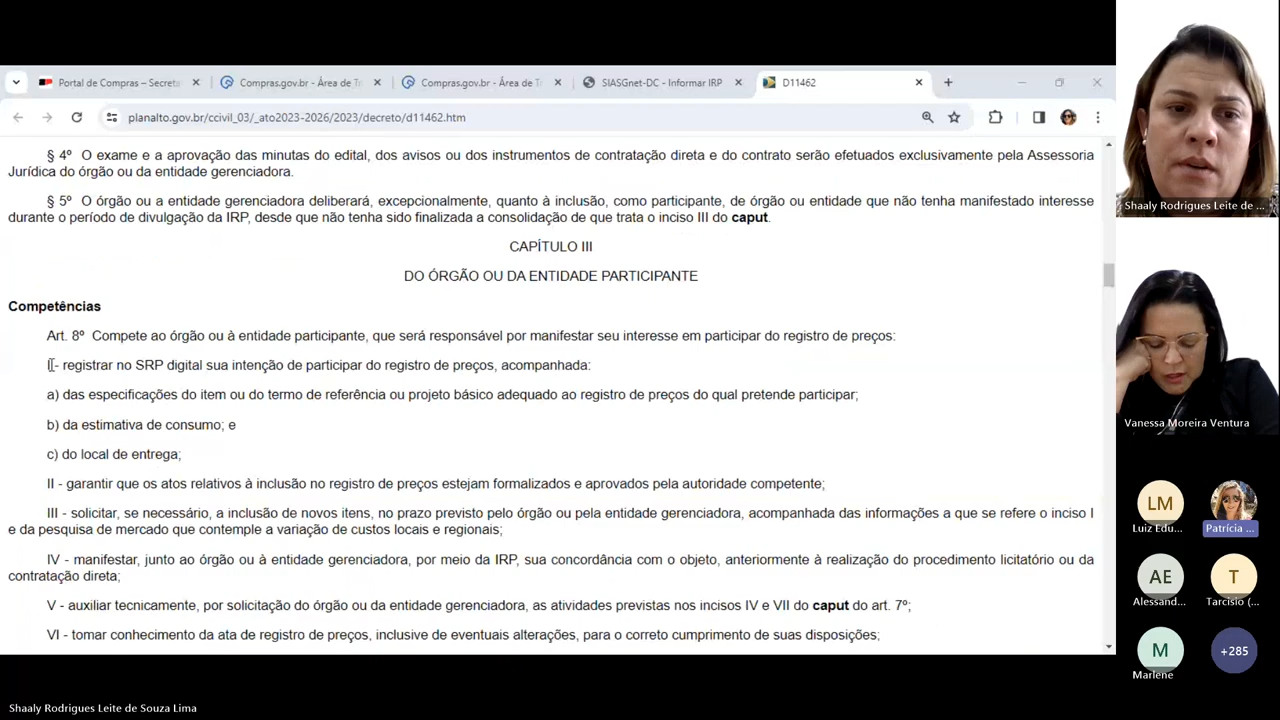 Portal de Compras – Secreta
Compras.gov.br - Área de Tr
Compras.gov.br - Área de Tr
SIASGnet-DC - Informar IRP
D11462
planalto.gov.br/ccivil_03/_ato2023-2026/2023/decreto/d11462.htm
§ 4º O exame e a aprovação das minutas do edital, dos avisos ou dos instrumentos de contratação direta e do contrato serão efetuados exclusivamente pela Assessoria
Jurídica do órgão ou da entidade gerenciadora.
§ 5º O órgão ou a entidade gerenciadora deliberará, excepcionalmente, quanto à inclusão, como participante, de órgão ou entidade que não tenha manifestado interesse
durante o período de divulgação da IRP, desde que não tenha sido finalizada a consolidação de que trata o inciso III do caput.
CAPÍTULO III
DO ÓRGÃO OU DA ENTIDADE PARTICIPANTE
Competências
Art. 8º Compete ao órgão ou à entidade participante, que será responsável por manifestar seu interesse em participar do registro de preços:
I - registrar no SRP digital sua intenção de participar do registro de preços, acompanhada:
a) das especificações do item ou do termo de referência ou projeto básico adequado ao registro de preços do qual pretende participar;
b) da estimativa de consumo; e
c) do local de entrega;
II - garantir que os atos relativos à inclusão no registro de preços estejam formalizados e aprovados pela autoridade competente;
III - solicitar, se necessário, a inclusão de novos itens, no prazo previsto pelo órgão ou pela entidade gerenciadora, acompanhada das informações a que se refere o inciso I
e da pesquisa de mercado que contemple a variação de custos locais e regionais;
IV - manifestar, junto ao órgão ou à entidade gerenciadora, por meio da IRP, sua concordância com o objeto, anteriormente à realização do procedimento licitatório ou da
contratação direta;
V - auxiliar tecnicamente, por solicitação do órgão ou da entidade gerenciadora, as atividades previstas nos incisos IV e VII do caput do art. 7º;
VI - tomar conhecimento da ata de registro de preços, inclusive de eventuais alterações, para o correto cumprimento de suas disposições;
Shaaly Rodrigues Leite de ...
Vanessa Moreira Ventura
LM
Luiz Edu...
Patrícia ...
AE
Alessand...
T
Tarcisio (...
M
Marlene
+285
Shaaly Rodrigues Leite de Souza Lima